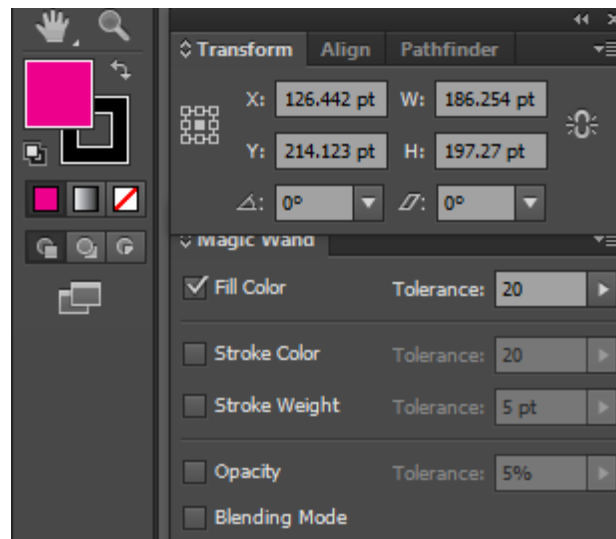 Transform Align Pathfinder
X: 126.442 pt W: 186.254 pt
Y: 214.123 pt H: 197.27 pt
0° 0°
Magic Wand
Fill Color Tolerance: 20
Stroke Color Tolerance: 20
Stroke Weight Tolerance: 5 pt
Opacity Tolerance: 5%
Blending Mode